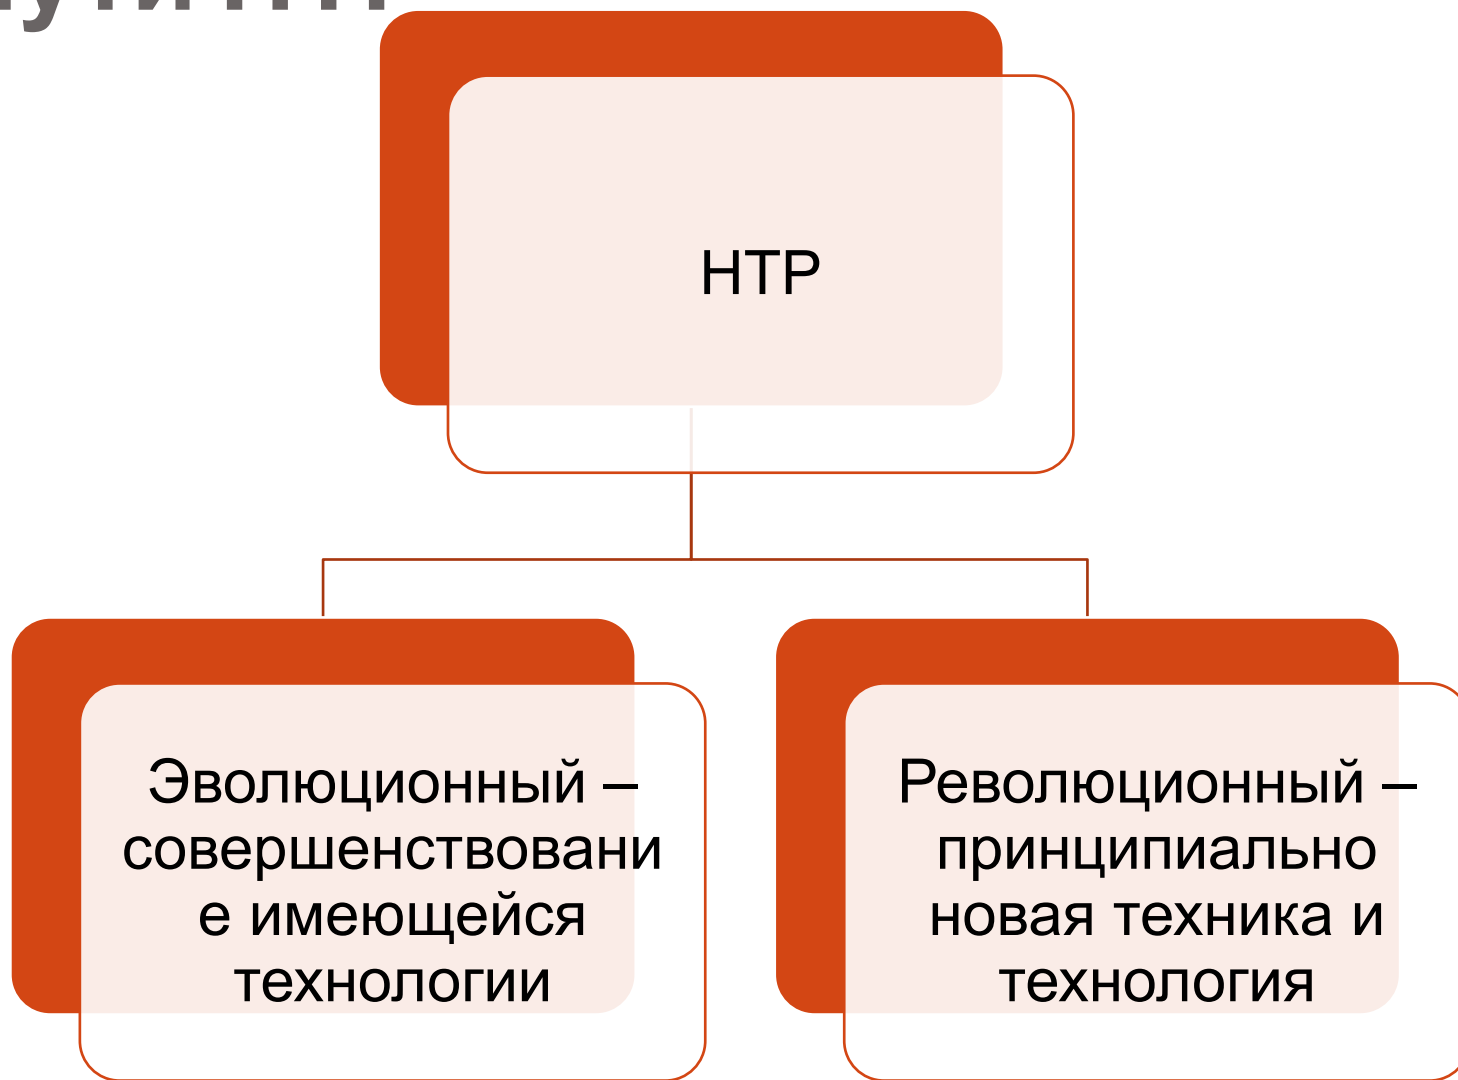 НТР
Эволюционный –
совершенствовани
е имеющейся
технологии
Революционный –
принципиально
новая техника и
технология